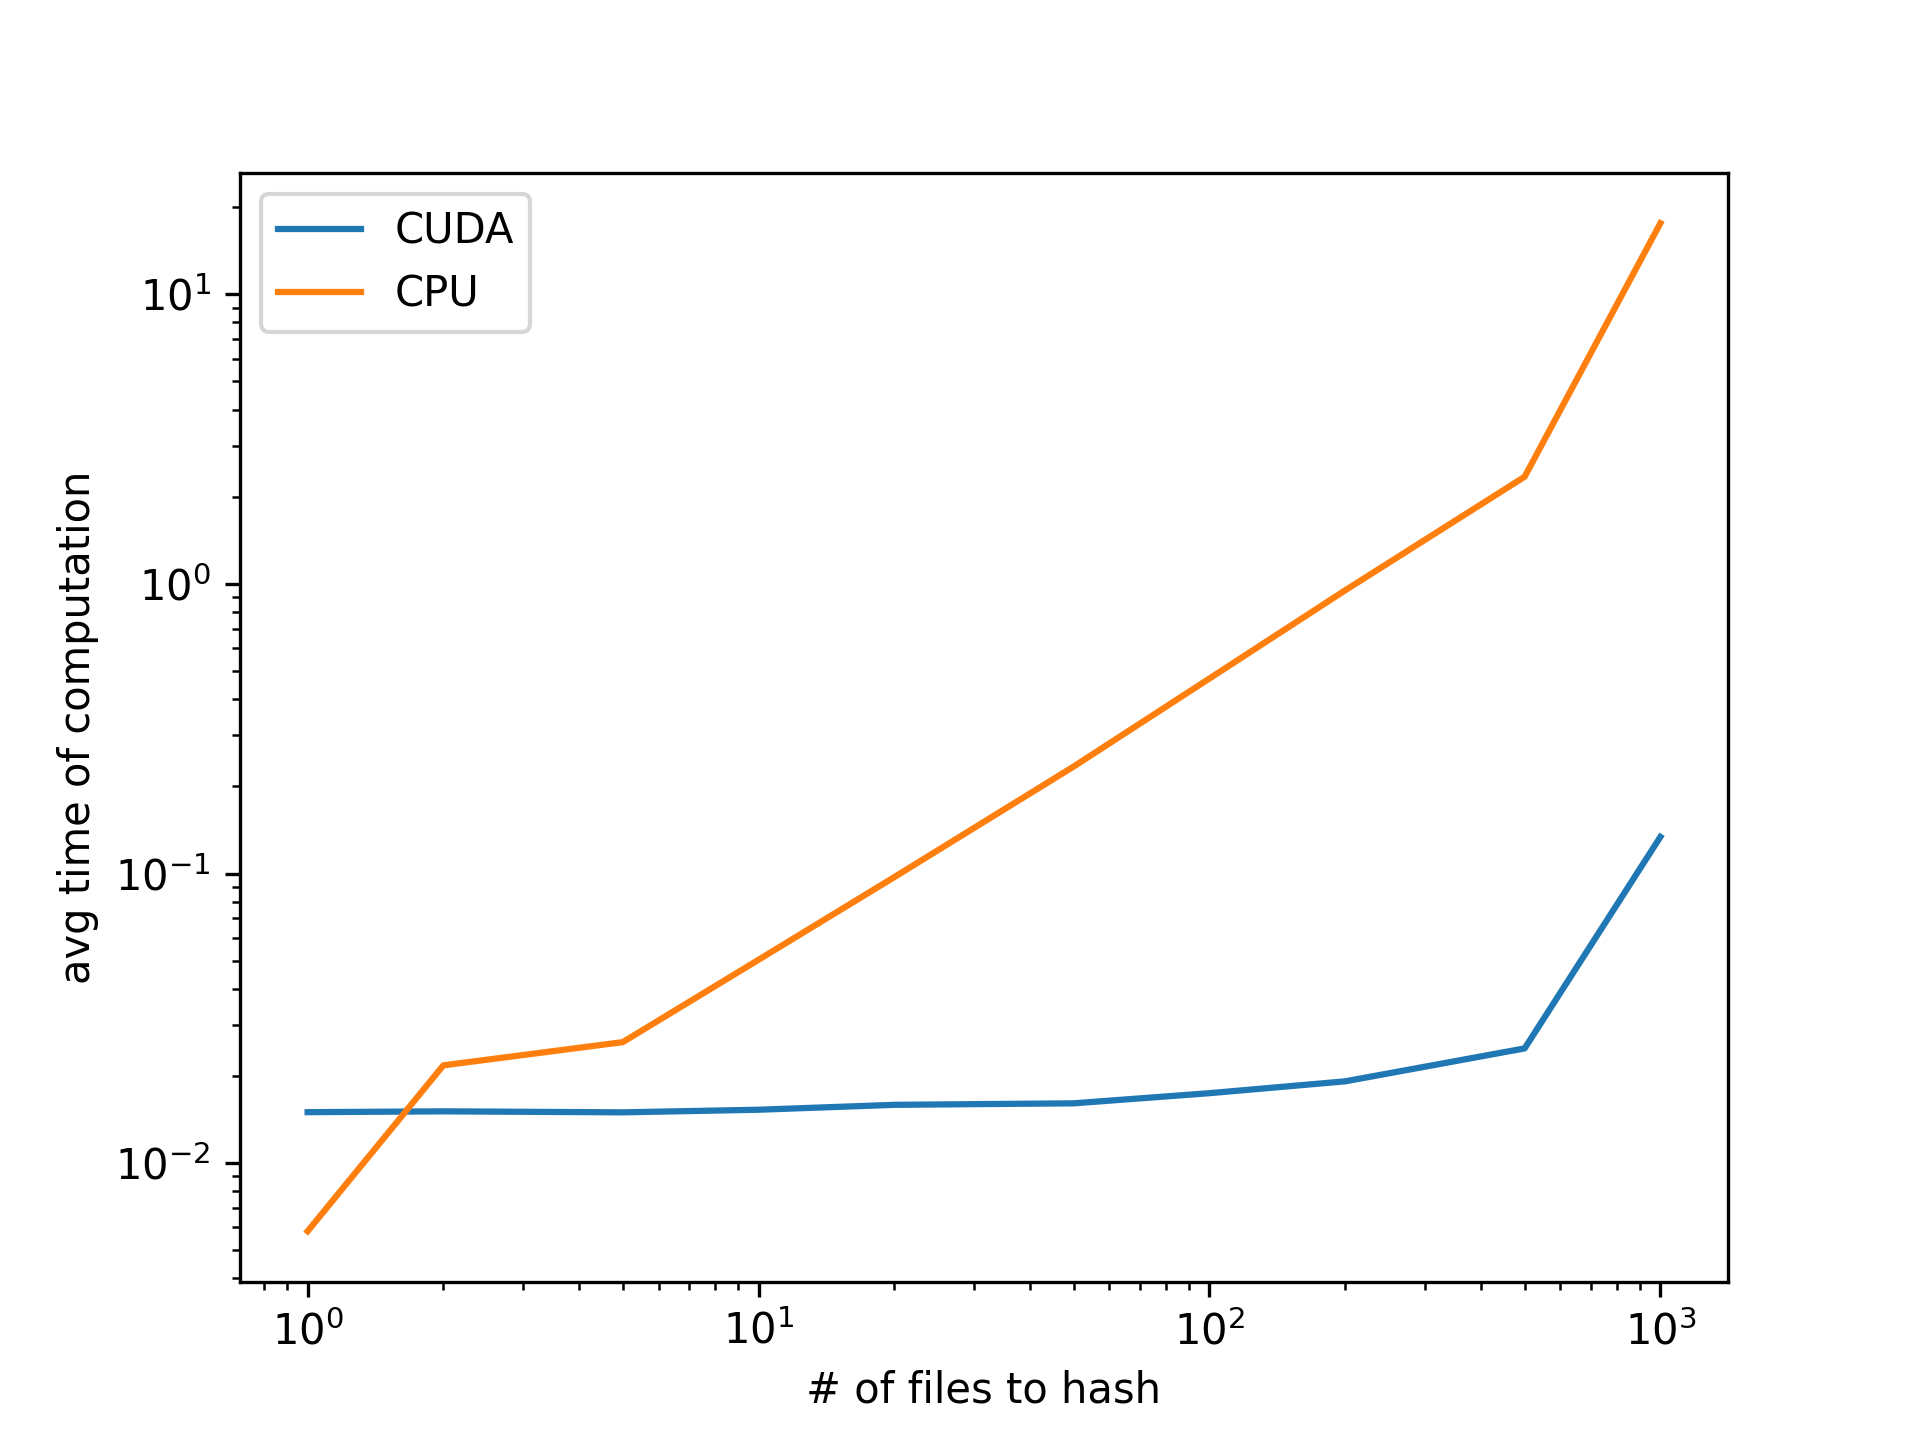 CUDA
CPU
10¹
10⁰
10⁻¹
10⁻²
avg time of computation
10⁰ 10¹ 10² 10³
# of files to hash